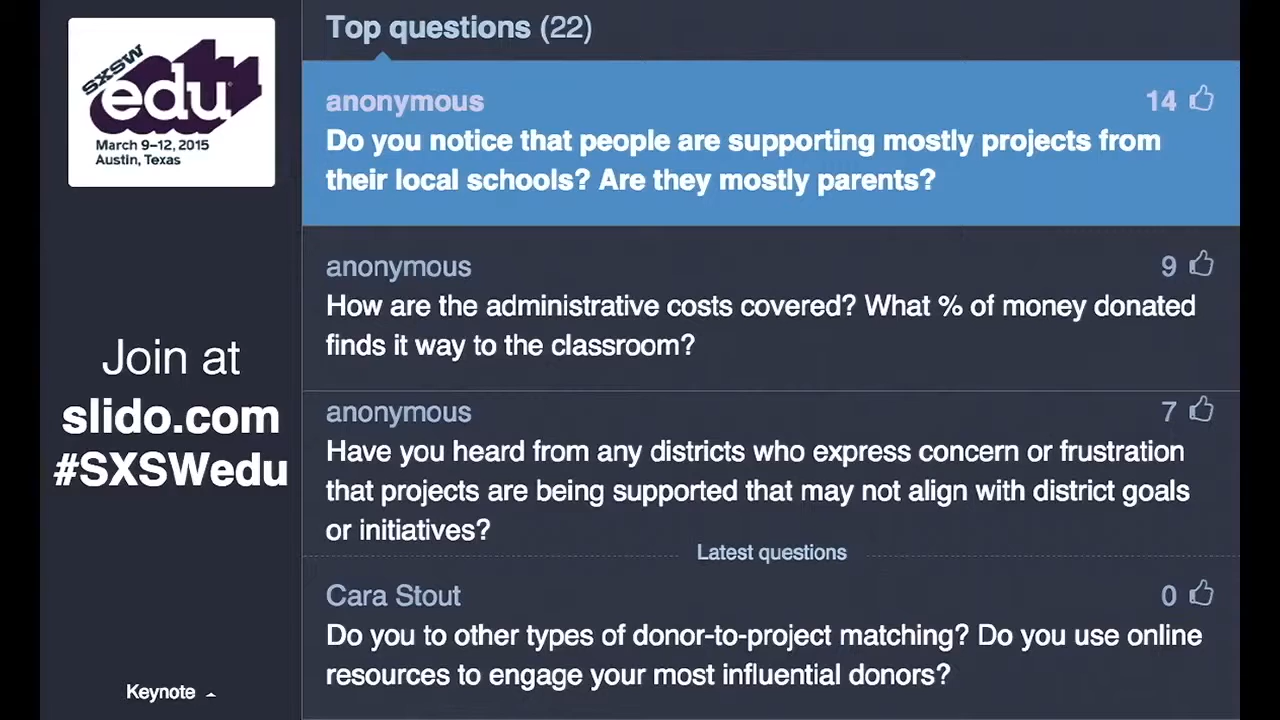 SXSW
edu
March 9–12, 2015
Austin, Texas
Join at
slido.com
#SXSWedu
Keynote
Top questions (22)
anonymous 14
Do you notice that people are supporting mostly projects from
their local schools? Are they mostly parents?
anonymous 9
How are the administrative costs covered? What % of money donated
finds it way to the classroom?
anonymous 7
Have you heard from any districts who express concern or frustration
that projects are being supported that may not align with district goals
or initiatives?
Latest questions
Cara Stout 0
Do you to other types of donor-to-project matching? Do you use online
resources to engage your most influential donors?